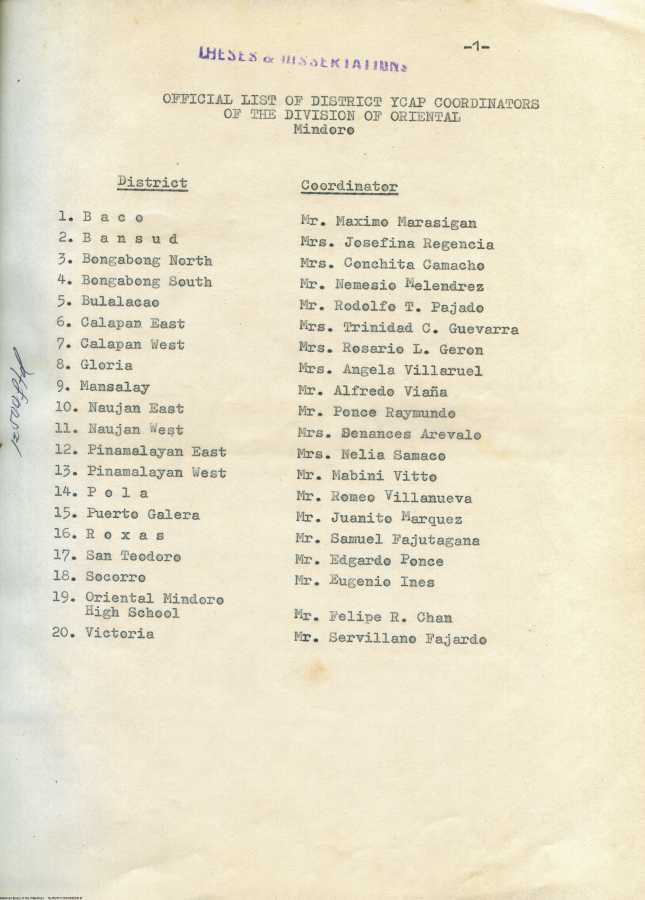 -1-
THESES & DISSERTATIONS
OFFICIAL LIST OF DISTRICT YCAP COORDINATORS
OF THE DIVISION OF ORIENTAL
Mindoro
District Coordinator
1. B a c o Mr. Maximo Marasigan
2. B a n s u d Mrs. Josefina Regencia
3. Bongabong North Mrs. Conchita Camacho
4. Bongabong South Mr. Nemesio Melendrez
5. Bulalacao Mr. Rodolfo T. Pajado
6. Calapan East Mrs. Trinidad C. Guevarra
7. Calapan West Mrs. Rosario L. Geron
8. Gloria Mrs. Angela Villaruel
9. Mansalay Mr. Alfredo Viaña
10. Naujan East Mr. Ponce Raymundo
11. Naujan West Mrs. Denances Arevalo
12. Pinamalayan East Mrs. Nelia Samaco
13. Pinamalayan West Mr. Mabini Vitto
14. P o l a Mr. Romeo Villanueva
15. Puerto Galera Mr. Juanito Marquez
16. R o x a s Mr. Samuel Fajutagana
17. San Teodoro Mr. Edgardo Ponce
18. Socorro Mr. Eugenio Ines
19. Oriental Mindoro
High School Mr. Felipe R. Chan
20. Victoria Mr. Servillano Fajardo